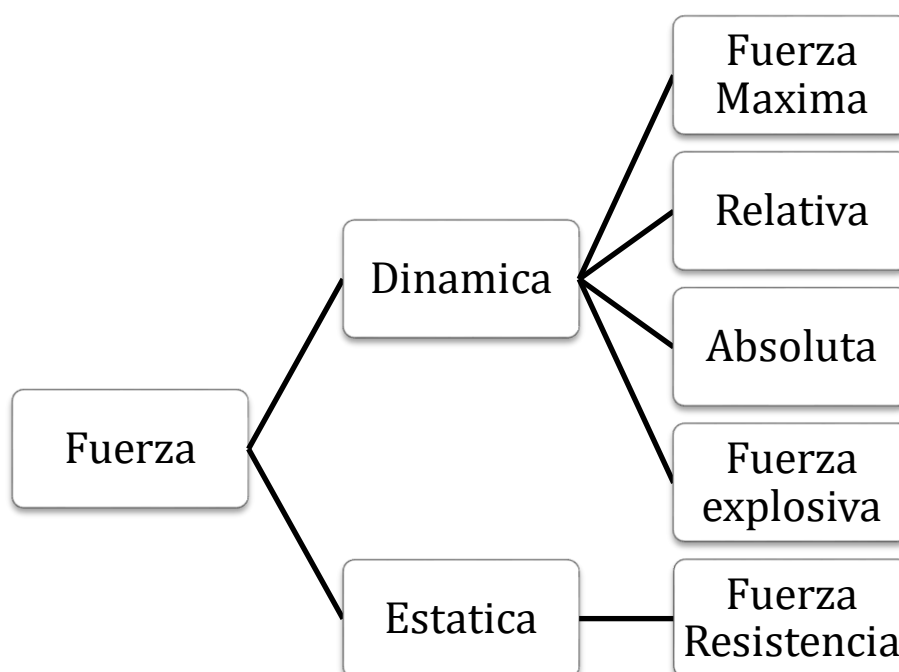 Fuerza
Dinamica
Fuerza
Maxima
Relativa
Absoluta
Fuerza
explosiva
Estatica
Fuerza
Resistencia